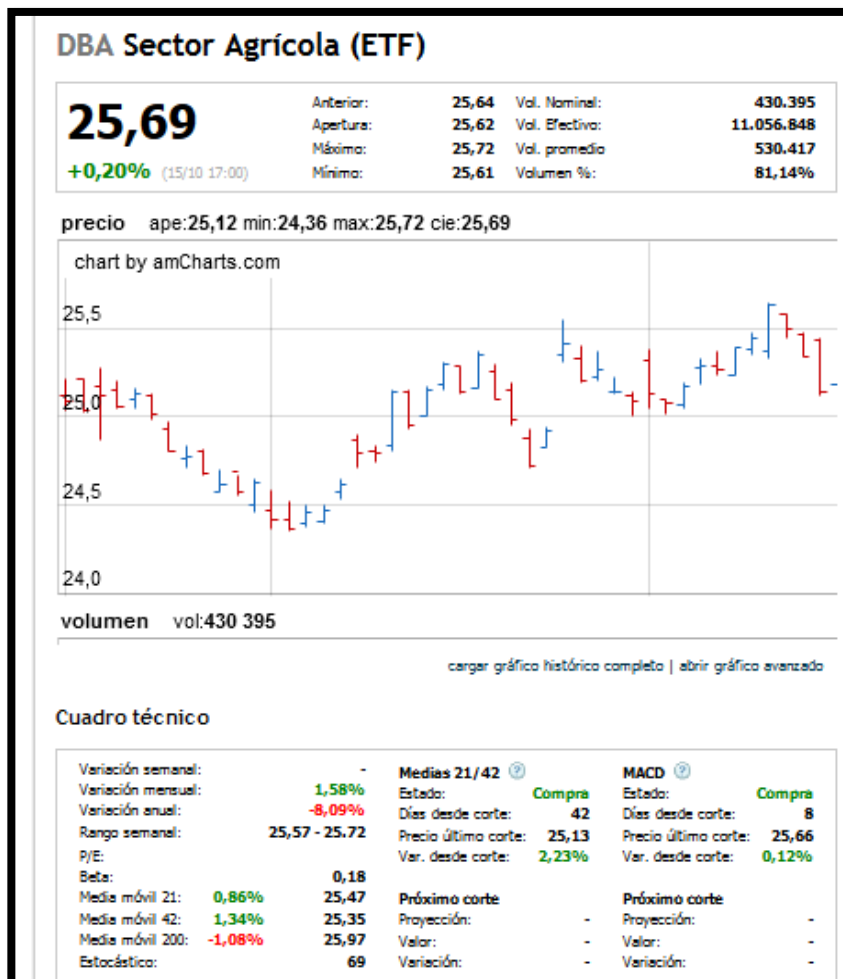 DBA Sector Agrícola (ETF)
25,69
+0,20% (15/10 17:00)
Anterior: 25,64 Vol. Nominal: 430.395
Apertura: 25,62 Vol. Efectivo: 11.056.848
Máximo: 25,72 Vol. promedio 530.417
Mínimo: 25,61 Volumen %: 81,14%
precio ape:25,12 min:24,36 max:25,72 cie:25,69
chart by amCharts.com
25,5
25,0
24,5
24,0
volumen vol:430 395
cargar gráfico histórico completo | abrir gráfico avanzado
Cuadro técnico
Variación semanal: -
Variación mensual: 1,58%
Variación anual: -8,09%
Rango semanal: 25,57 - 25.72
P/E:
Beta: 0,18
Media móvil 21: 0,86% 25,47
Media móvil 42: 1,34% 25,35
Media móvil 200: -1,08% 25,97
Estocástico: 69
Medias 21/42 ?
Estado: Compra
Días desde corte: 42
Precio último corte: 25,13
Var. desde corte: 2,23%
Próximo corte
Proyección: -
Valor: -
Variación: -
MACD ?
Estado: Compra
Días desde corte: 8
Precio último corte: 25,66
Var. desde corte: 0,12%
Próximo corte
Proyección: -
Valor: -
Variación: -